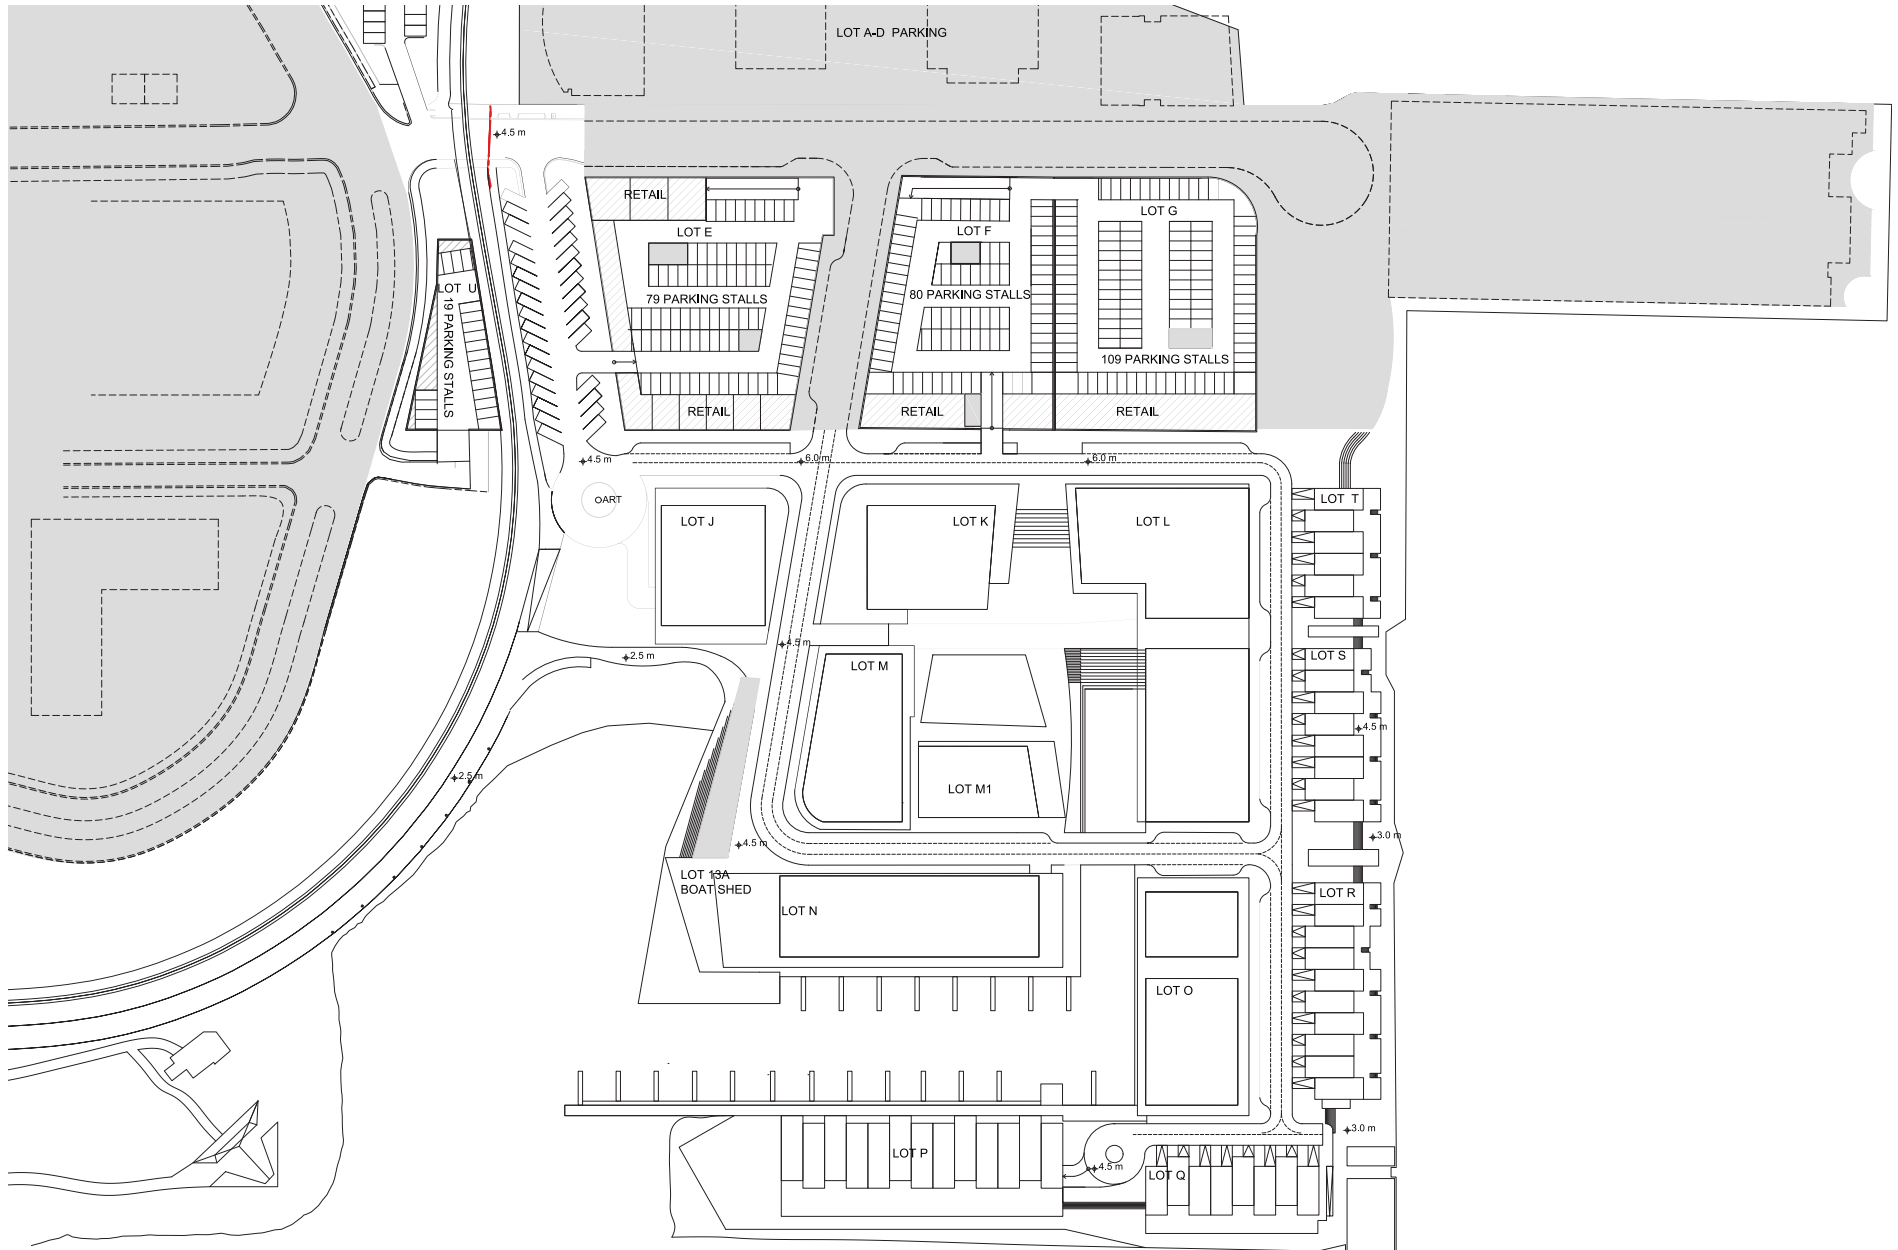 LOT A-D PARKING
4.5 m
RETAIL
LOT G
LOT E
LOT F
LOT U
19 PARKING STALLS
79 PARKING STALLS
80 PARKING STALLS
109 PARKING STALLS
RETAIL
RETAIL
RETAIL
4.5 m
6.0 m
6.0 m
ART
LOT T
LOT J
LOT K
LOT L
4.5 m
2.5 m
LOT M
LOT S
4.5 m
2.5 m
LOT M1
3.0 m
4.5 m
LOT 13A
BOAT SHED
LOT R
LOT N
LOT O
3.0 m
LOT P
4.5 m
LOT Q